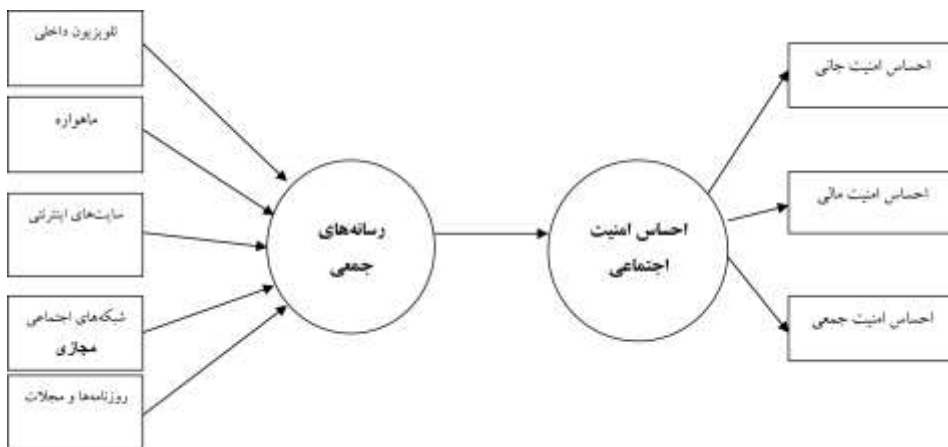 تلویزیون داخلی
ماهواره
سایت‌های اینترنتی
شبکه‌های اجتماعی
مجازی
روزنامه‌ها و مجلات
رسانه‌های
جمعی
احساس امنیت
اجتماعی
احساس امنیت جانی
احساس امنیت مالی
احساس امنیت جمعی